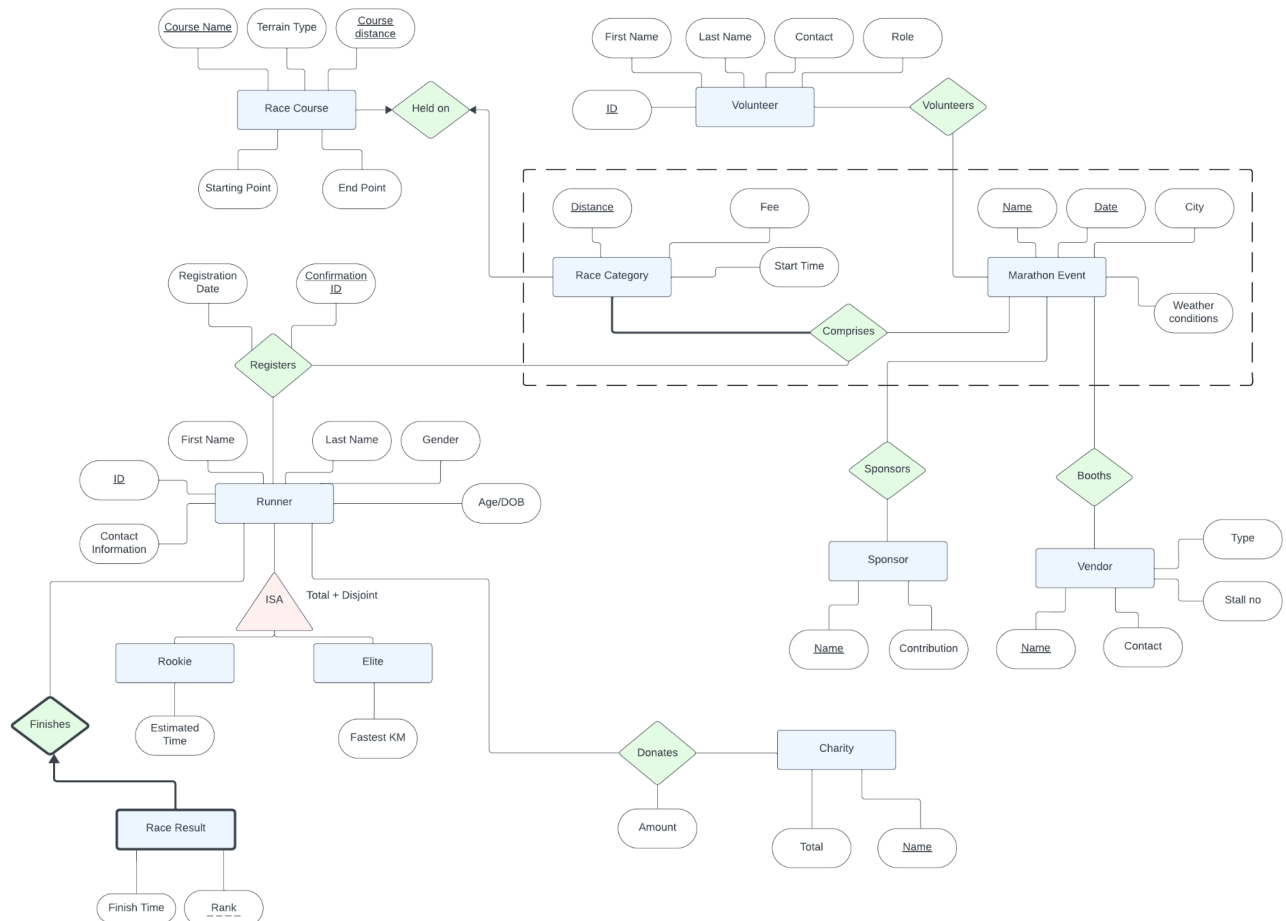 Course Name
Terrain Type
Course
distance
First Name
Last Name
Contact
Role
Race Course
Held on
ID
Volunteer
Volunteers
Starting Point
End Point
Distance
Fee
Name
Date
City
Registration
Date
Confirmation
ID
Race Category
Start Time
Marathon Event
Weather
conditions
Comprises
Registers
First Name
Last Name
Gender
ID
Runner
Age/DOB
Contact
Information
Sponsors
Booths
ISA
Total + Disjoint
Sponsor
Vendor
Type
Stall no
Name
Contribution
Name
Contact
Rookie
Elite
Finishes
Estimated
Time
Fastest KM
Donates
Charity
Race Result
Amount
Total
Name
Finish Time
Rank